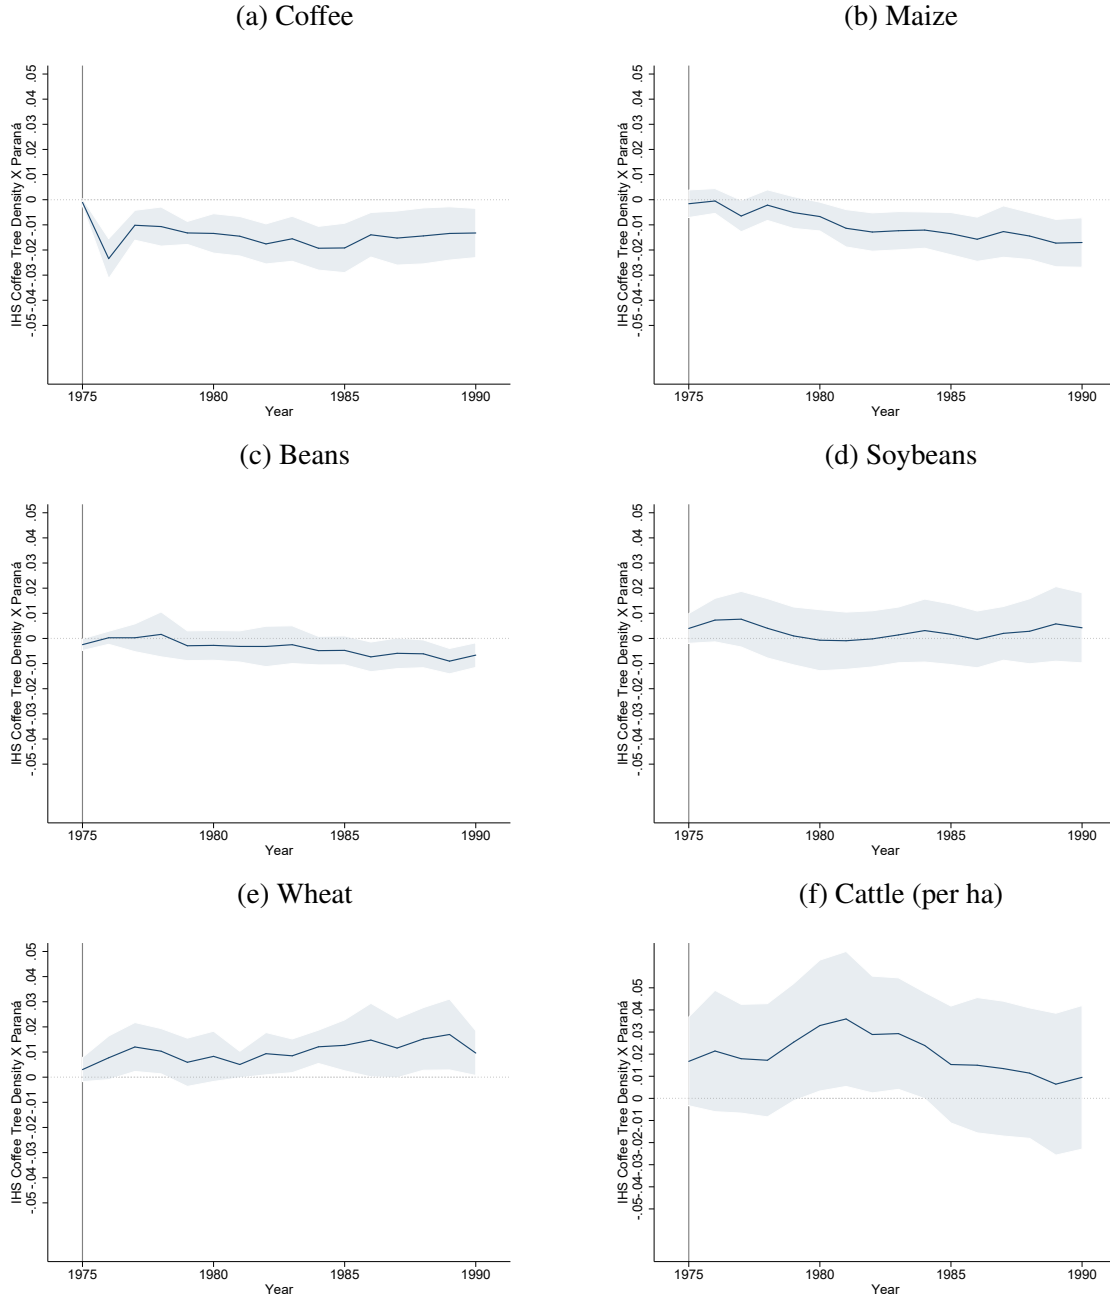 (a) Coffee
IHS Coffee Tree Density X Paraná
-.05-.04-.03-.02-.01 0 .01 .02 .03 .04 .05
1975 1980 1985 1990
Year
(b) Maize
IHS Coffee Tree Density X Paraná
-.05-.04-.03-.02-.01 0 .01 .02 .03 .04 .05
1975 1980 1985 1990
Year
(c) Beans
IHS Coffee Tree Density X Paraná
-.05-.04-.03-.02-.01 0 .01 .02 .03 .04 .05
1975 1980 1985 1990
Year
(d) Soybeans
IHS Coffee Tree Density X Paraná
-.05-.04-.03-.02-.01 0 .01 .02 .03 .04 .05
1975 1980 1985 1990
Year
(e) Wheat
IHS Coffee Tree Density X Paraná
-.05-.04-.03-.02-.01 0 .01 .02 .03 .04 .05
1975 1980 1985 1990
Year
(f) Cattle (per ha)
IHS Coffee Tree Density X Paraná
-.05-.04-.03-.02-.01 0 .01 .02 .03 .04 .05
1975 1980 1985 1990
Year